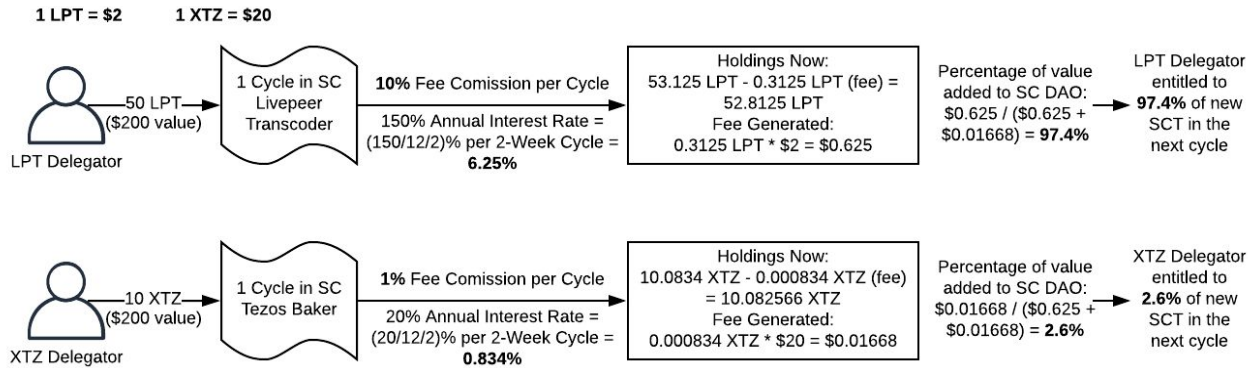 1 LPT = $2
1 XTZ = $20
50 LPT
($200 value)
LPT Delegator
1 Cycle in SC
Livepeer
Transcoder
10% Fee Comission per Cycle
150% Annual Interest Rate =
(150/12/2)% per 2-Week Cycle =
6.25%
Holdings Now:
53.125 LPT - 0.3125 LPT (fee) =
52.8125 LPT
Fee Generated:
0.3125 LPT * $2 = $0.625
Percentage of value
added to SC DAO:
$0.625 / ($0.625 +
$0.01668) = 97.4%
LPT Delegator
entitled to
97.4% of new
SCT in the
next cycle
10 XTZ
($200 value)
XTZ Delegator
1 Cycle in SC
Tezos Baker
1% Fee Comission per Cycle
20% Annual Interest Rate =
(20/12/2)% per 2-Week Cycle =
0.834%
Holdings Now:
10.0834 XTZ - 0.000834 XTZ (fee)
= 10.082566 XTZ
Fee Generated:
0.000834 XTZ * $20 = $0.01668
Percentage of value
added to SC DAO:
$0.01668 / ($0.625 +
$0.01668) = 2.6%
XTZ Delegator
entitled to
2.6% of new
SCT in the
next cycle